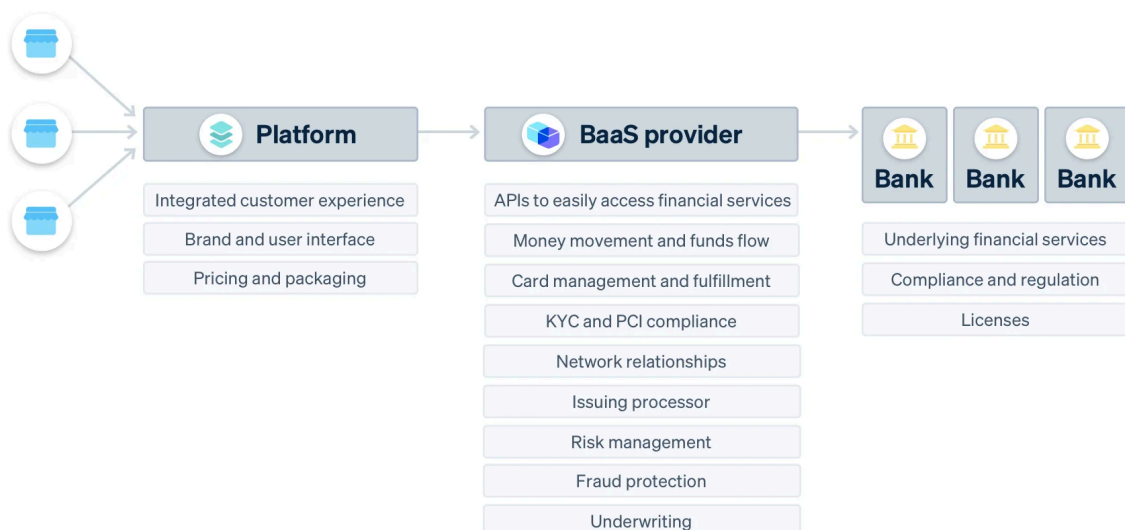 Platform
Integrated customer experience
Brand and user interface
Pricing and packaging
BaaS provider
APIs to easily access financial services
Money movement and funds flow
Card management and fulfillment
KYC and PCI compliance
Network relationships
Issuing processor
Risk management
Fraud protection
Underwriting
Bank
Bank
Bank
Underlying financial services
Compliance and regulation
Licenses